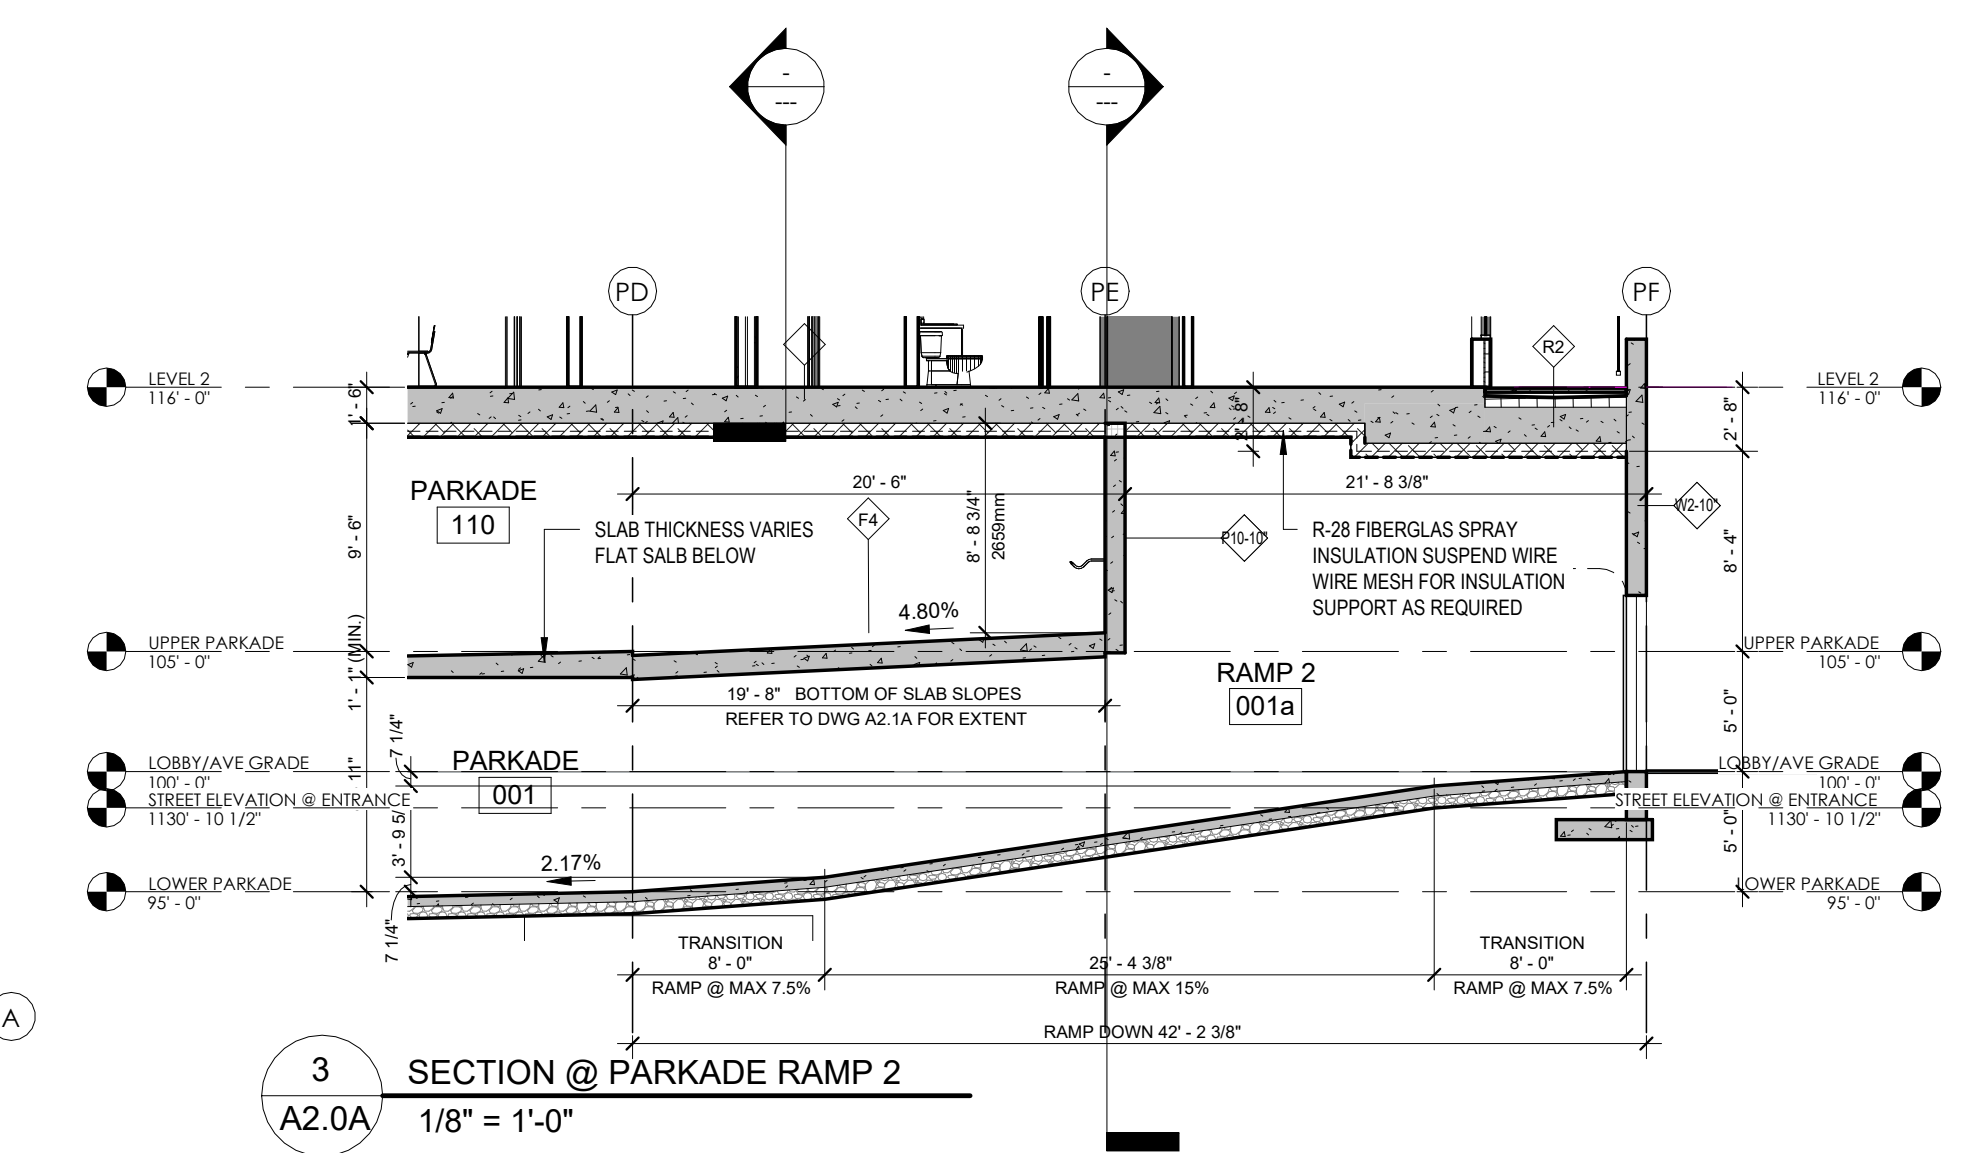 -
---
-
---
PD
PE
PF
R2
LEVEL 2
116' - 0"
LEVEL 2
116' - 0"
1' - 6"
2' - 8"
2' - 8"
20' - 6"
21' - 8 3/8"
PARKADE
110
SLAB THICKNESS VARIES
FLAT SALB BELOW
F4
8' - 8 3/4"
2659mm
P10-10"
R-28 FIBERGLAS SPRAY
INSULATION SUSPEND WIRE
WIRE MESH FOR INSULATION
SUPPORT AS REQUIRED
W2-10"
9' - 6"
8' - 4"
4.80%
UPPER PARKADE
105' - 0"
UPPER PARKADE
105' - 0"
1' - 1" (MIN.)
RAMP 2
001a
19' - 8" BOTTOM OF SLAB SLOPES
REFER TO DWG A2.1A FOR EXTENT
5' - 0"
7 1/4"
PARKADE
001
LOBBY/AVE GRADE
100' - 0"
LOBBY/AVE GRADE
100' - 0"
11"
STREET ELEVATION @ ENTRANCE
1130' - 10 1/2"
STREET ELEVATION @ ENTRANCE
1130' - 10 1/2"
3' - 9 5/
5' - 0"
2.17%
LOWER PARKADE
95' - 0"
LOWER PARKADE
95' - 0"
7 1/4"
TRANSITION
8' - 0"
RAMP @ MAX 7.5%
25' - 4 3/8"
RAMP @ MAX 15%
TRANSITION
8' - 0"
RAMP @ MAX 7.5%
RAMP DOWN 42' - 2 3/8"
A
3
A2.0A
SECTION @ PARKADE RAMP 2
1/8" = 1'-0"